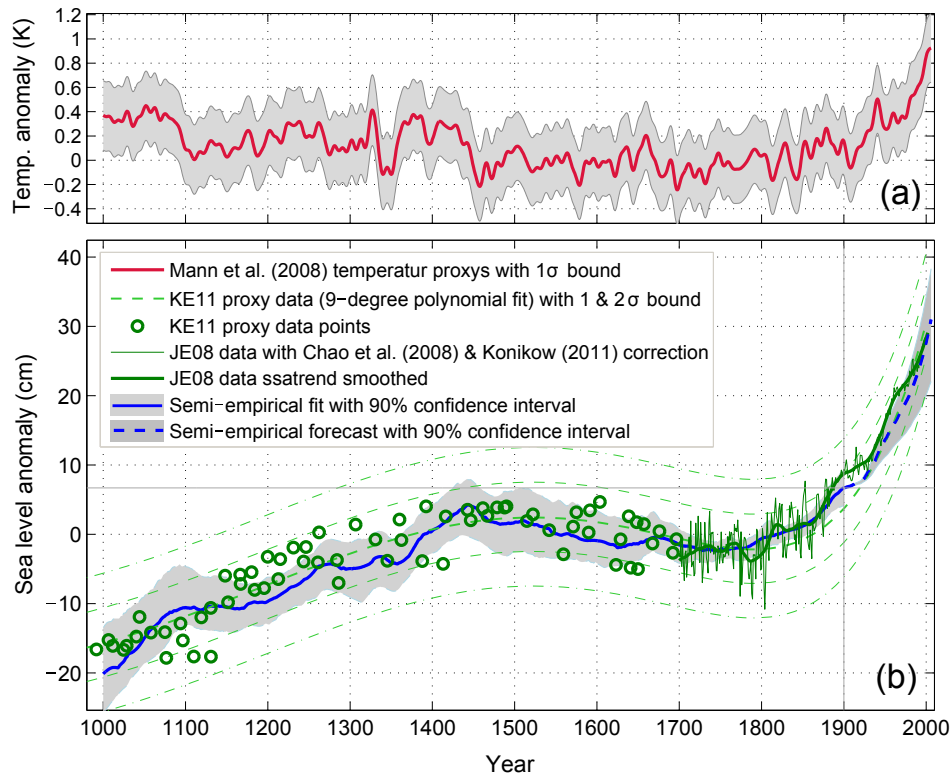 1.2
1
0.8
0.6
0.4
0.2
0
−0.2
−0.4
Temp. anomaly (K)
(a)
40
30
20
10
0
−10
−20
Sea level anomaly (cm)
Mann et al. (2008) temperatur proxys with 1σ bound
KE11 proxy data (9−degree polynomial fit) with 1 & 2σ bound
KE11 proxy data points
JE08 data with Chao et al. (2008) & Konikow (2011) correction
JE08 data ssatrend smoothed
Semi−empirical fit with 90% confidence interval
Semi−empirical forecast with 90% confidence interval
(b)
1000 1100 1200 1300 1400 1500 1600 1700 1800 1900 2000
Year